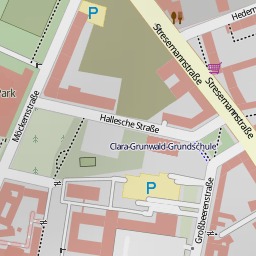 P
Hedem
Stresemannstraße
Park
Möckernstraße
Stresemannstraße
Hallesche Straße
Clara-Grunwald-Grundschule
P
Großbeerenstraße